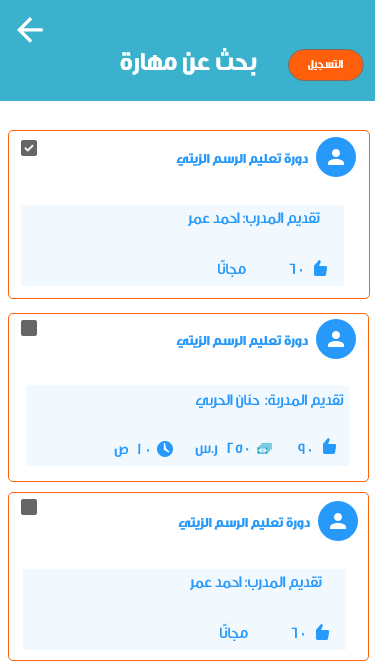 بحث عن مهارة
التسجيل
دورة تعليم الرسم الزيتي
تقديم المدرب: احمد عمر
٦٠ مجانًا
دورة تعليم الرسم الزيتي
تقديم المدربة: حنان الحربي
٩٠ ٢٥٠ ر.س ١٠ ص
دورة تعليم الرسم الزيتي
تقديم المدرب: احمد عمر
٦٠ مجانًا